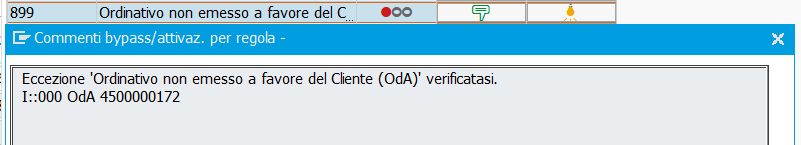 899 Ordinativo non emesso a favore del C...
Commenti bypass/attivaz. per regola -
Eccezione 'Ordinativo non emesso a favore del Cliente (OdA)' verificatasi.
I::000 OdA 4500000172